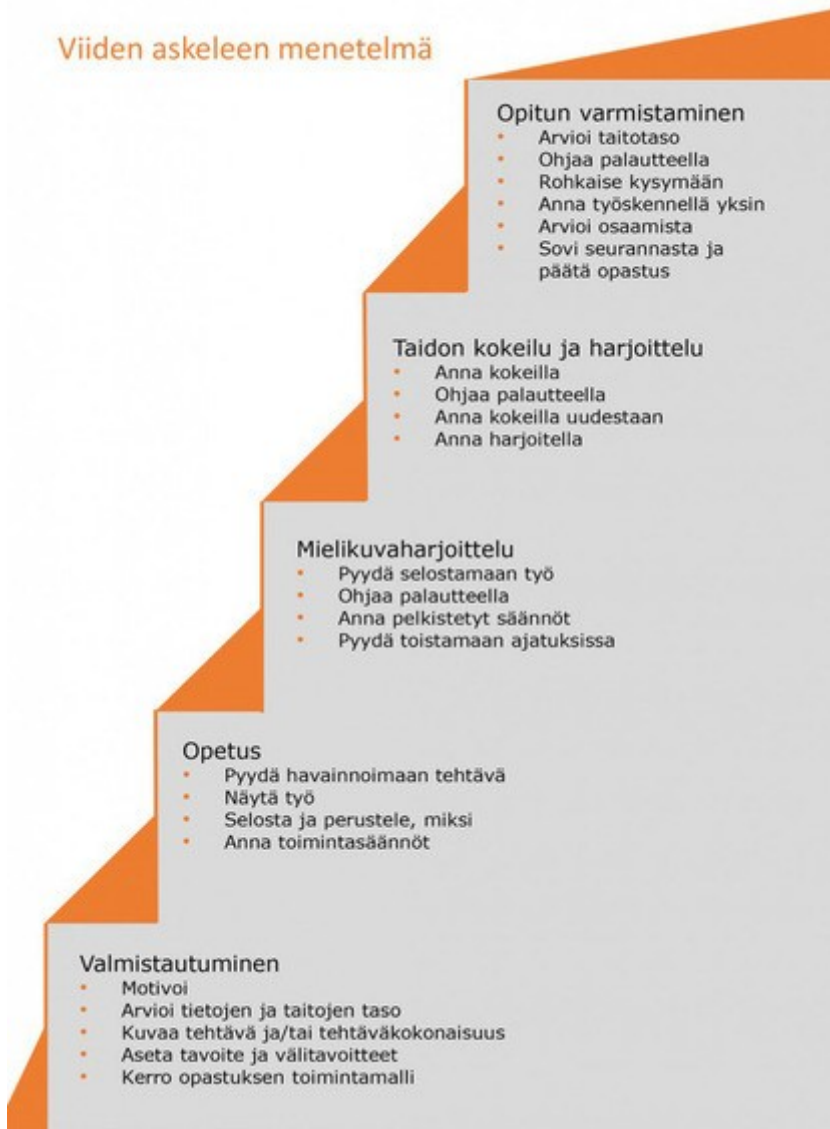 Viiden askeleen menetelmä
Opitun varmistaminen
• Arvioi taitotaso
• Ohjaa palautteella
• Rohkaise kysymään
• Anna työskennellä yksin
• Arvioi osaamista
• Sovi seurannasta ja
päätä opastus
Taidon kokeilu ja harjoittelu
• Anna kokeilla
• Ohjaa palautteella
• Anna kokeilla uudestaan
• Anna harjoitella
Mielikuvaharjoittelu
• Pyydä selostamaan työ
• Ohjaa palautteella
• Anna pelkistetyt säännöt
• Pyydä toistamaan ajatuksissa
Opetus
• Pyydä havainnoimaan tehtävä
• Näytä työ
• Selosta ja perustele, miksi
• Anna toimintasäännöt
Valmistautuminen
• Motivoi
• Arvioi tietojen ja taitojen taso
• Kuvaa tehtävä ja/tai tehtäväkokonaisuus
• Aseta tavoite ja välitavoitteet
• Kerro opastuksen toimintamalli